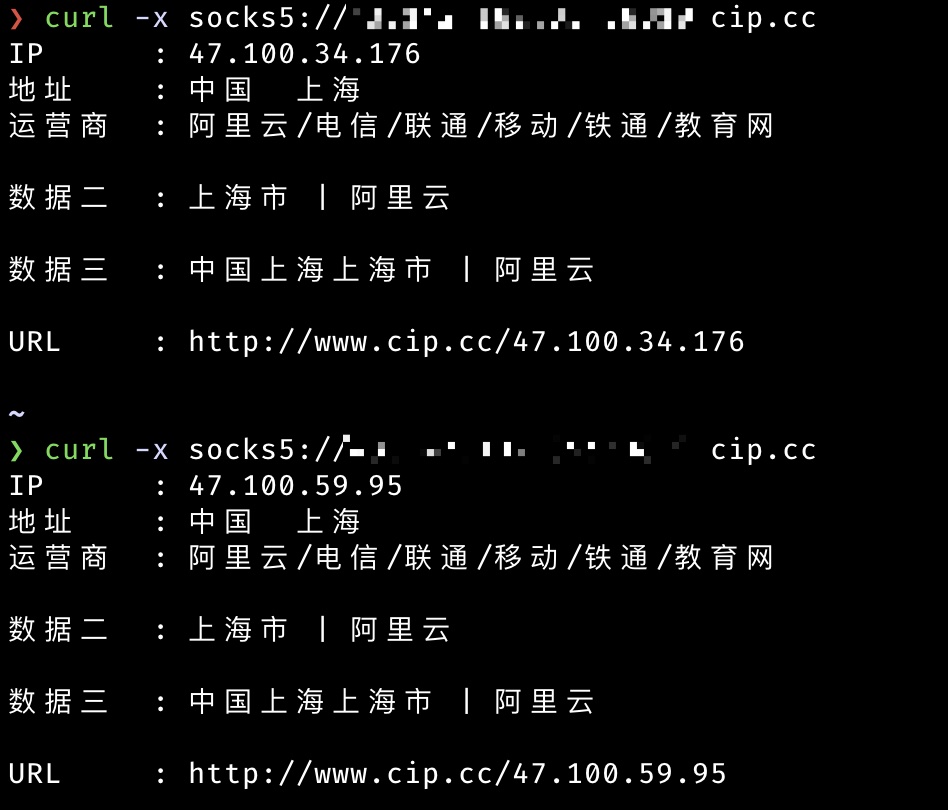 ❯ curl -x socks5:// cip.cc
IP : 47.100.34.176
地址 : 中国 上海
运营商 : 阿里云/电信/联通/移动/铁通/教育网
数据二 : 上海市 | 阿里云
数据三 : 中国上海上海市 | 阿里云
URL : http://www.cip.cc/47.100.34.176
~
❯ curl -x socks5:// cip.cc
IP : 47.100.59.95
地址 : 中国 上海
运营商 : 阿里云/电信/联通/移动/铁通/教育网
数据二 : 上海市 | 阿里云
数据三 : 中国上海上海市 | 阿里云
URL : http://www.cip.cc/47.100.59.95